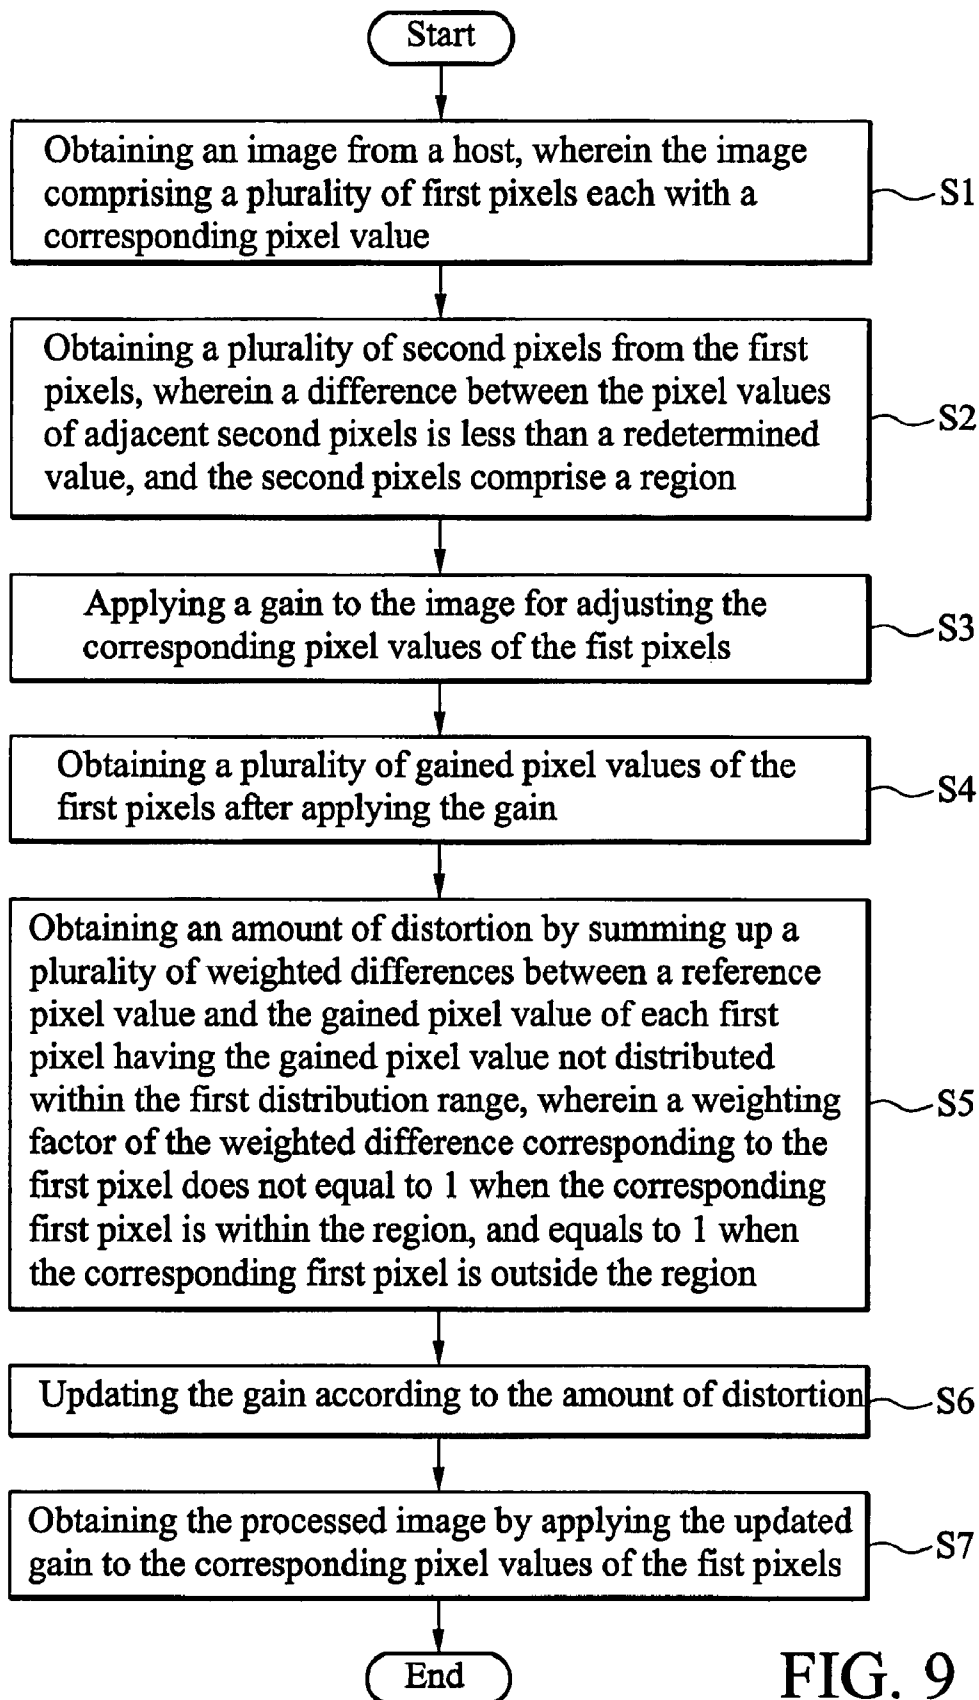 Start
Obtaining an image from a host, wherein the image
comprising a plurality of first pixels each with a
corresponding pixel value
S1
Obtaining a plurality of second pixels from the first
pixels, wherein a difference between the pixel values
of adjacent second pixels is less than a redetermined
value, and the second pixels comprise a region
S2
Applying a gain to the image for adjusting the
corresponding pixel values of the fist pixels
S3
Obtaining a plurality of gained pixel values of the
first pixels after applying the gain
S4
Obtaining an amount of distortion by summing up a
plurality of weighted differences between a reference
pixel value and the gained pixel value of each first
pixel having the gained pixel value not distributed
within the first distribution range, wherein a weighting
factor of the weighted difference corresponding to the
first pixel does not equal to 1 when the corresponding
first pixel is within the region, and equals to 1 when
the corresponding first pixel is outside the region
S5
Updating the gain according to the amount of distortion
S6
Obtaining the processed image by applying the updated
gain to the corresponding pixel values of the fist pixels
S7
End
FIG. 9